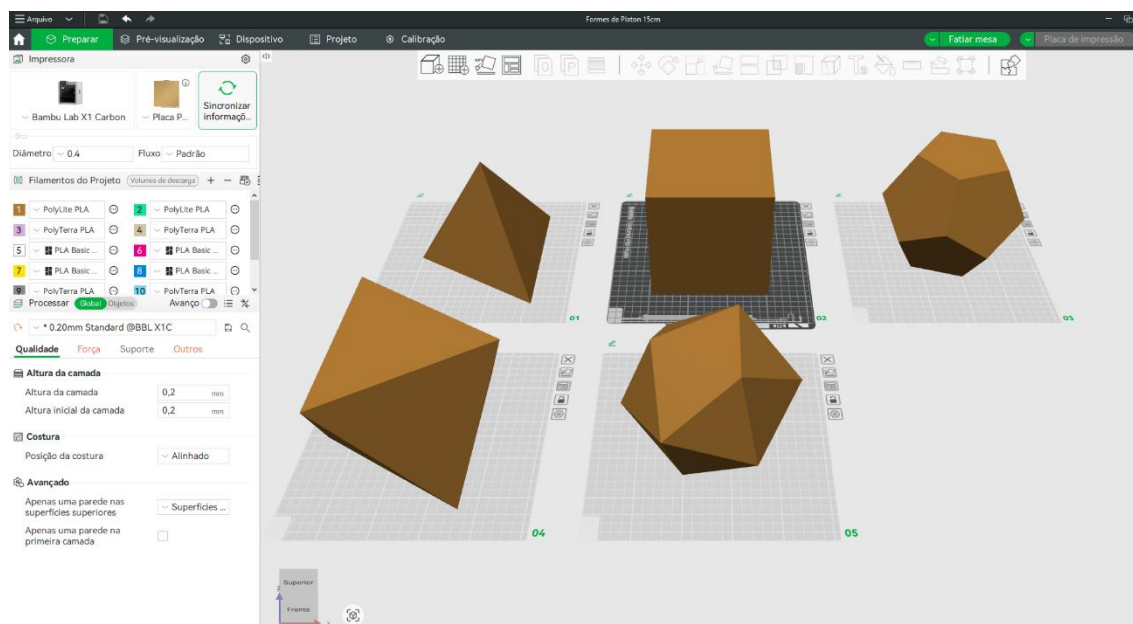 Arquivo
Formes de Platon 15cm
Preparar
Pré-visualização
Dispositivo
Projeto
Calibração
Fatiar mesa
Placa de impressão
Impressora
Bambu Lab X1 Carbon
Placa P...
Sincronizar
informaçõ...
Diâmetro
0.4
Fluxo
Padrão
Filamentos do Projeto
Volumes de descarga
1 PolyLite PLA
2 PolyLite PLA
3 PolyTerra PLA
4 PolyTerra PLA
5 PLA Basic ...
6 PLA Basic ...
7 PLA Basic ...
8 PLA Basic ...
9 PolyTerra PLA
10 PolyTerra PLA
Processar
Global
Objetos
Avanço
* 0.20mm Standard @BBL X1C
Qualidade
Força
Suporte
Outros
Altura da camada
Altura da camada
0,2 mm
Altura inicial da camada
0,2 mm
Costura
Posição da costura
Alinhado
Avançado
Apenas uma parede nas
superfícies superiores
Superfícies ...
Apenas uma parede na
primeira camada
01
02
03
04
05
Superior
Frente